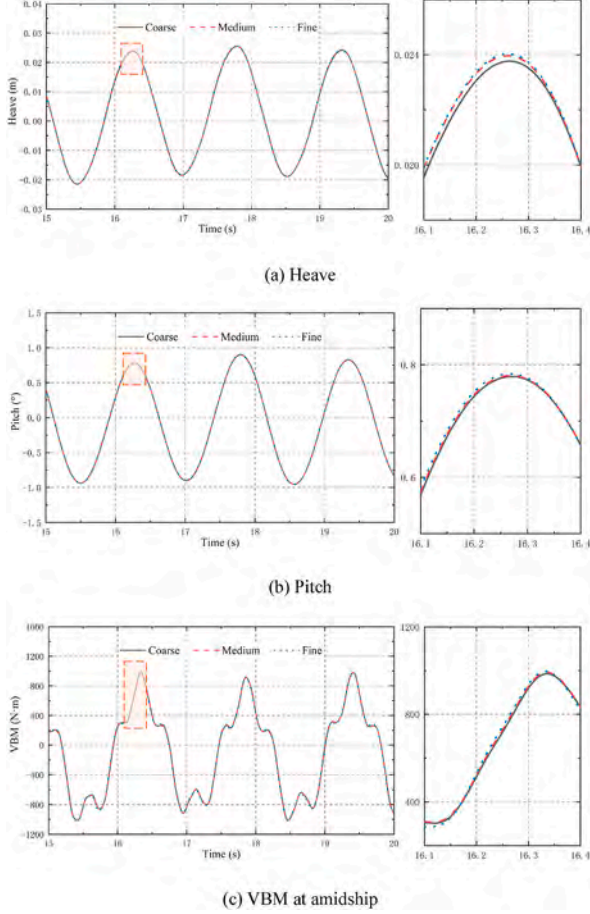 0.04
0.03
0.02
0.01
0.00
-0.01
-0.02
-0.03
Heave (m)
Coarse Medium Fine
15 16 17 18 19 20
Time (s)
0.024
0.020
16.1 16.2 16.3 16.4
(a) Heave
1.5
1.0
0.5
0.0
-0.5
-1.0
-1.5
Pitch (°)
Coarse Medium Fine
15 16 17 18 19 20
Time (s)
0.8
0.6
16.1 16.2 16.3 16.4
(b) Pitch
1600
1200
800
400
0
-400
-800
-1200
VBM (N·m)
Coarse Medium Fine
15 16 17 18 19 20
Time (s)
1200
800
400
16.1 16.2 16.3 16.4
(c) VBM at amidship